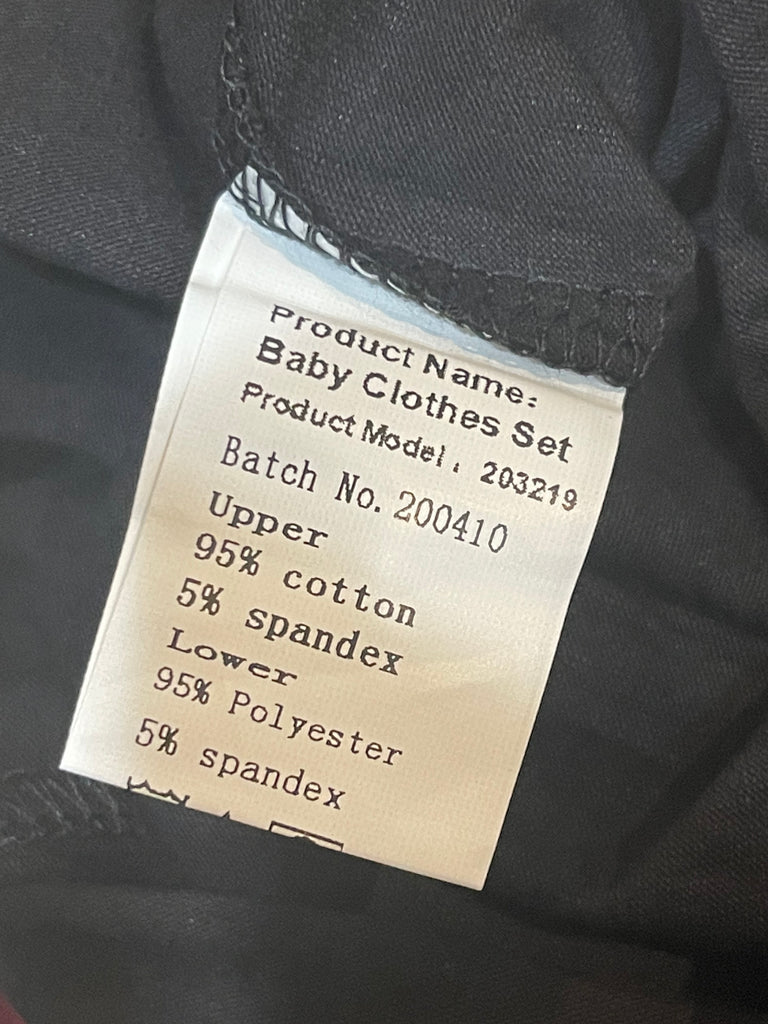 Product Name:
Baby Clothes Set
Product Model: 203219
Batch No. 200410
Upper
95% cotton
5% spandex
Lower
95% Polyester
5% spandex